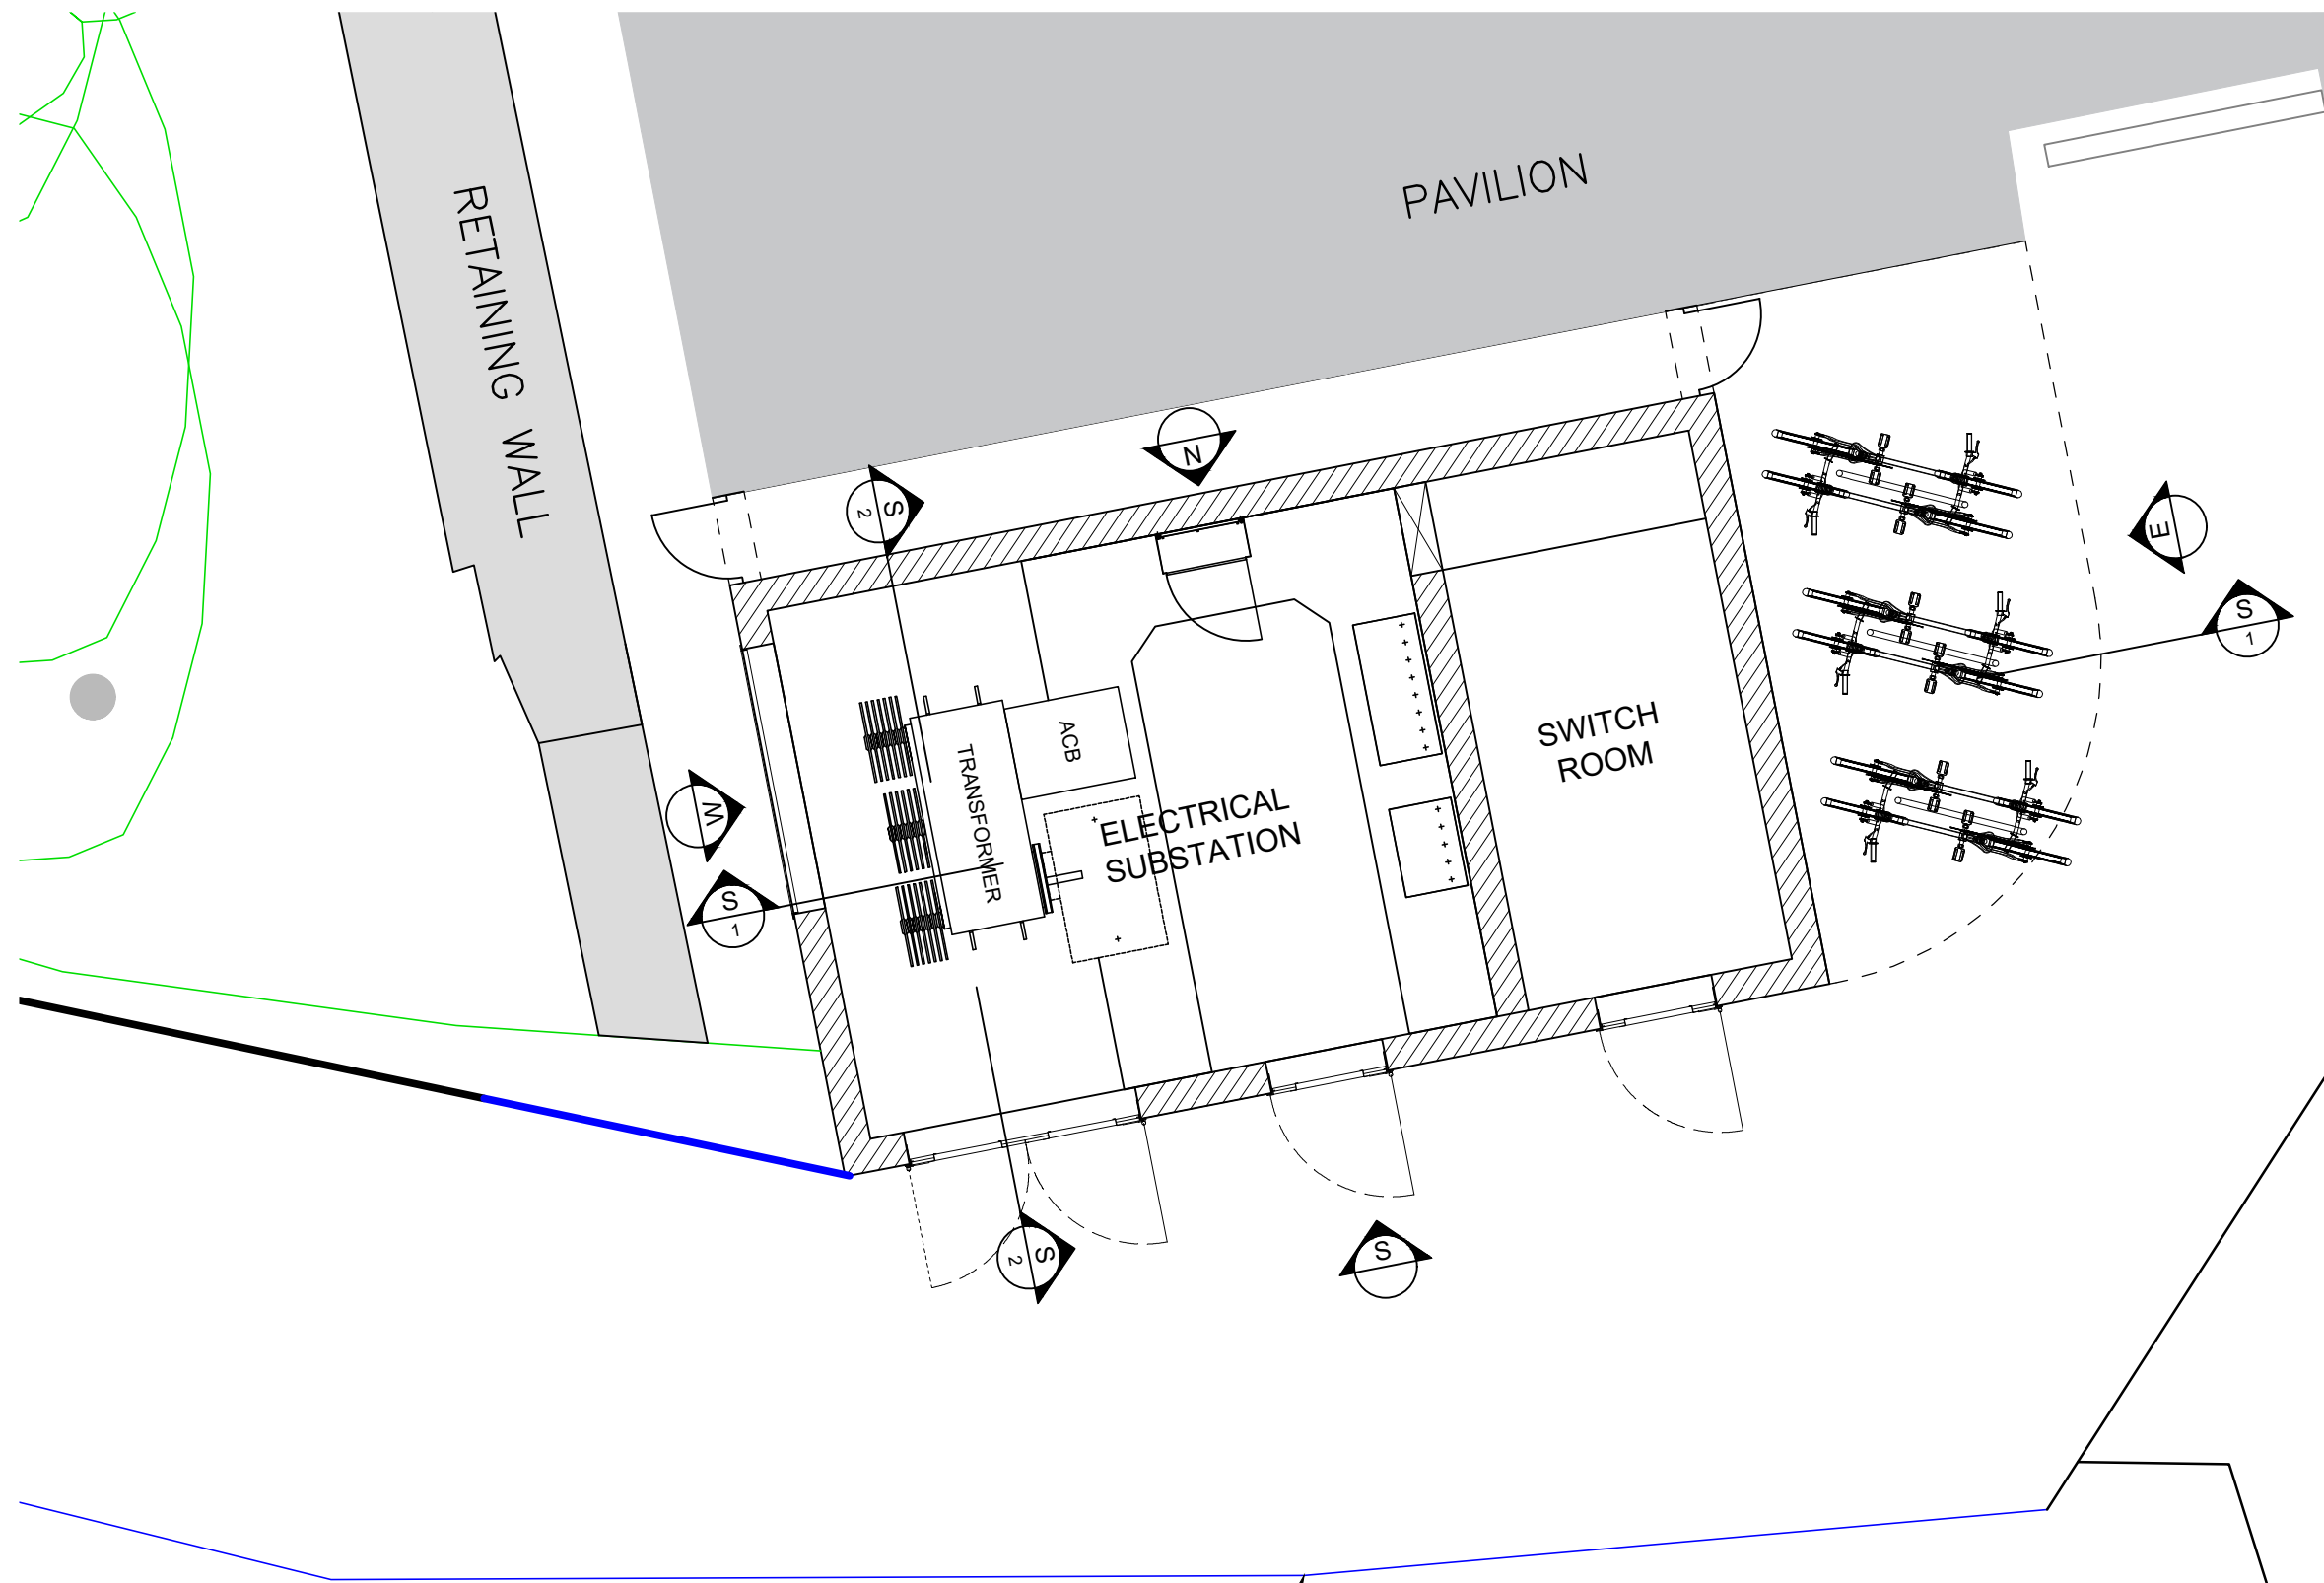 PAVILION
RETAINING WALL
N
S
2
E
S
1
ACB
TRANSFORMER
SWITCH
ROOM
ELECTRICAL
SUBSTATION
W
S
1
S
2
S